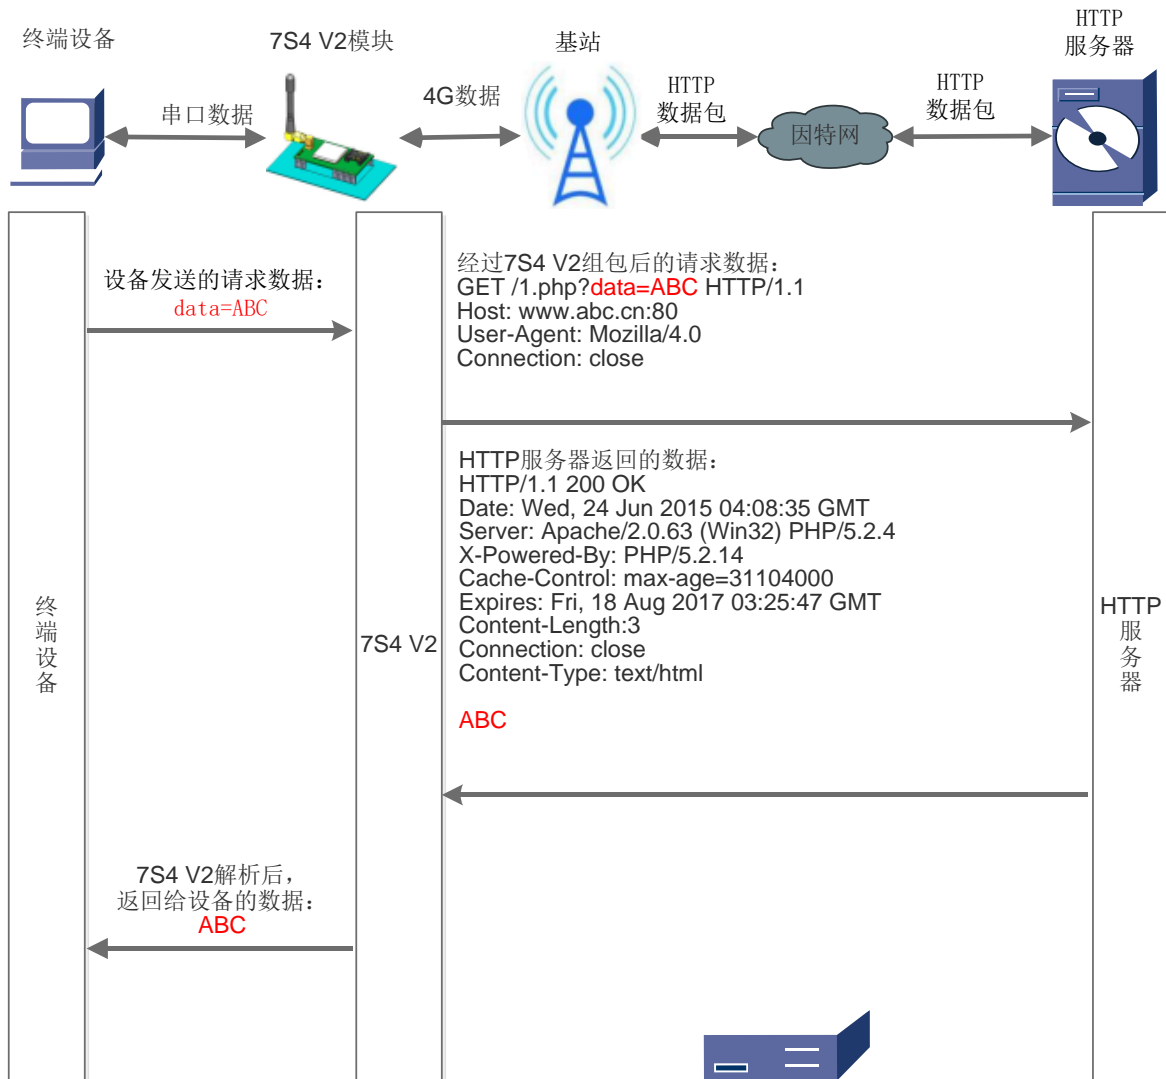 终端设备
7S4 V2模块
基站
HTTP
服务器
串口数据
4G数据
HTTP
数据包
因特网
HTTP
数据包
设备发送的请求数据：
data=ABC
经过7S4 V2组包后的请求数据：
GET /1.php?data=ABC HTTP/1.1
Host: www.abc.cn:80
User-Agent: Mozilla/4.0
Connection: close
HTTP服务器返回的数据：
HTTP/1.1 200 OK
Date: Wed, 24 Jun 2015 04:08:35 GMT
Server: Apache/2.0.63 (Win32) PHP/5.2.4
X-Powered-By: PHP/5.2.14
Cache-Control: max-age=31104000
Expires: Fri, 18 Aug 2017 03:25:47 GMT
Content-Length:3
Connection: close
Content-Type: text/html
ABC
终端设备
7S4 V2
HTTP
服务器
7S4 V2解析后，
返回给设备的数据：
ABC